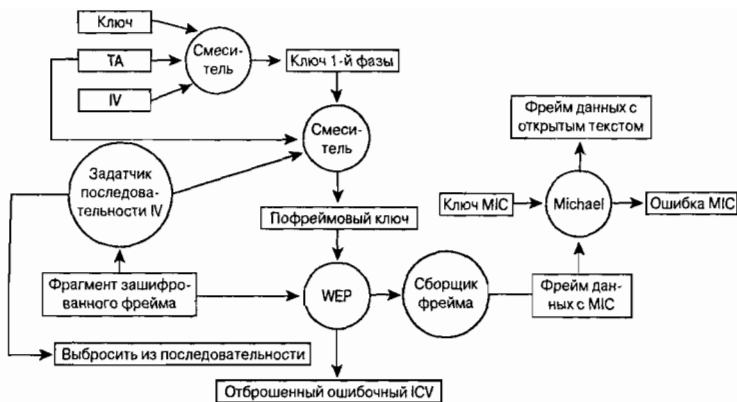 Ключ
TA
IV
Смеси-
тель
Ключ 1-й фазы
Смеси-
тель
Задатчик
последова-
тельности IV
Пофреймовый ключ
Фрагмент зашифро-
ванного фрейма
WEP
Сборщик
фрейма
Фрейм дан-
ных с MIC
Ключ MIC
Michael
Ошибка MIC
Фрейм данных с
открытым текстом
Выбросить из последовательности
Отброшенный ошибочный ICV